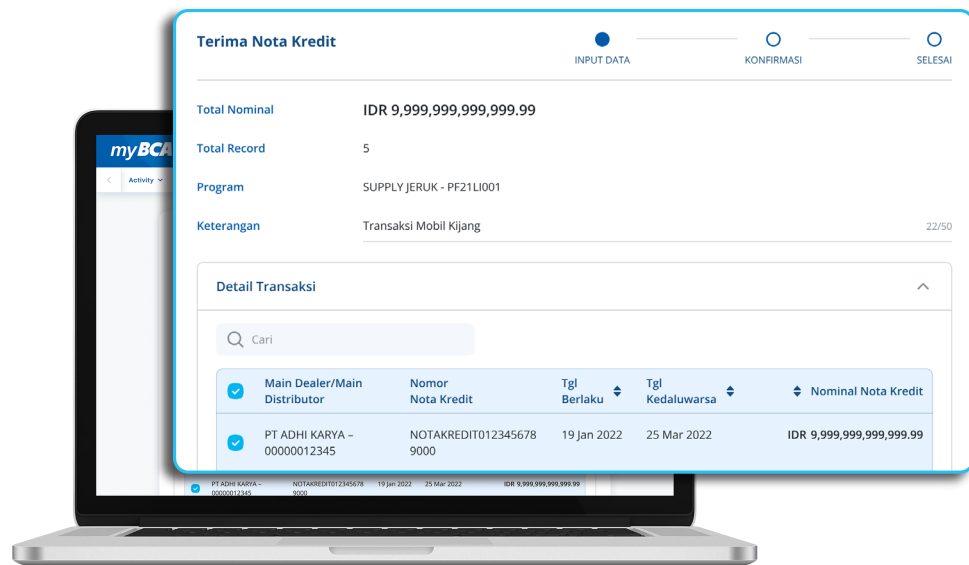 Terima Nota Kredit
INPUT DATA
KONFIRMASI
SELESAI
Total Nominal
IDR 9,999,999,999,999.99
Total Record
5
Program
SUPPLY JERUK - PF21LI001
Keterangan
Transaksi Mobil Kijang
22/50
Detail Transaksi
Cari
Main Dealer/Main
Distributor
Nomor
Nota Kredit
Tgl
Berlaku
Tgl
Kedaluwarsa
Nominal Nota Kredit
PT ADHI KARYA –
00000012345
NOTAKREDIT012345678
9000
19 Jan 2022
25 Mar 2022
IDR 9,999,999,999,999.99
myBCA
Activity
PT ADHI KARYA –
00000012345
NOTAKREDIT012345678
9000
19 Jan 2022
25 Mar 2022
IDR 9,999,999,999,999.99